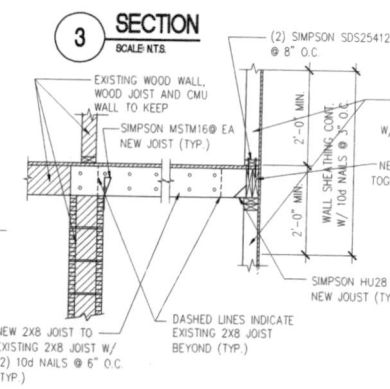 3
SECTION
SCALE: N.T.S.
(2) SIMPSON SDS25412
@ 8" O.C.
EXISTING WOOD WALL,
WOOD JOIST AND CMU
WALL TO KEEP
SIMPSON MSTM16@ EA
NEW JOIST (TYP.)
2'-0" MIN.
2'-0" MIN.
WALL SHEATHING CONT.
W/ 10d NAILS @ 3" O.C.
W/
NE
TOG
SIMPSON HU28
NEW JOUST (TY
DASHED LINES INDICATE
EXISTING 2X8 JOIST
BEYOND (TYP.)
NEW 2X8 JOIST TO
EXISTING 2X8 JOIST W/
2) 10d NAILS @ 6" O.C.
TYP.)